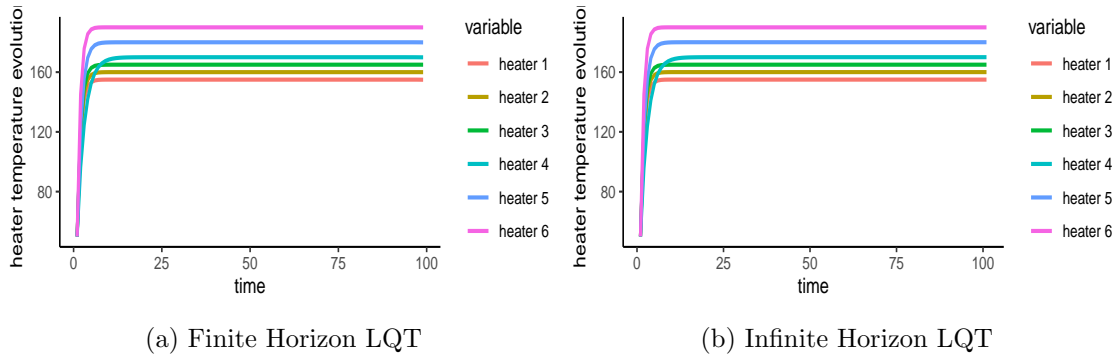 heater temperature evolution
160
120
80
0
25
50
75
100
time
variable
heater 1
heater 2
heater 3
heater 4
heater 5
heater 6
(a) Finite Horizon LQT
heater temperature evolution
160
120
80
0
25
50
75
100
time
variable
heater 1
heater 2
heater 3
heater 4
heater 5
heater 6
(b) Infinite Horizon LQT